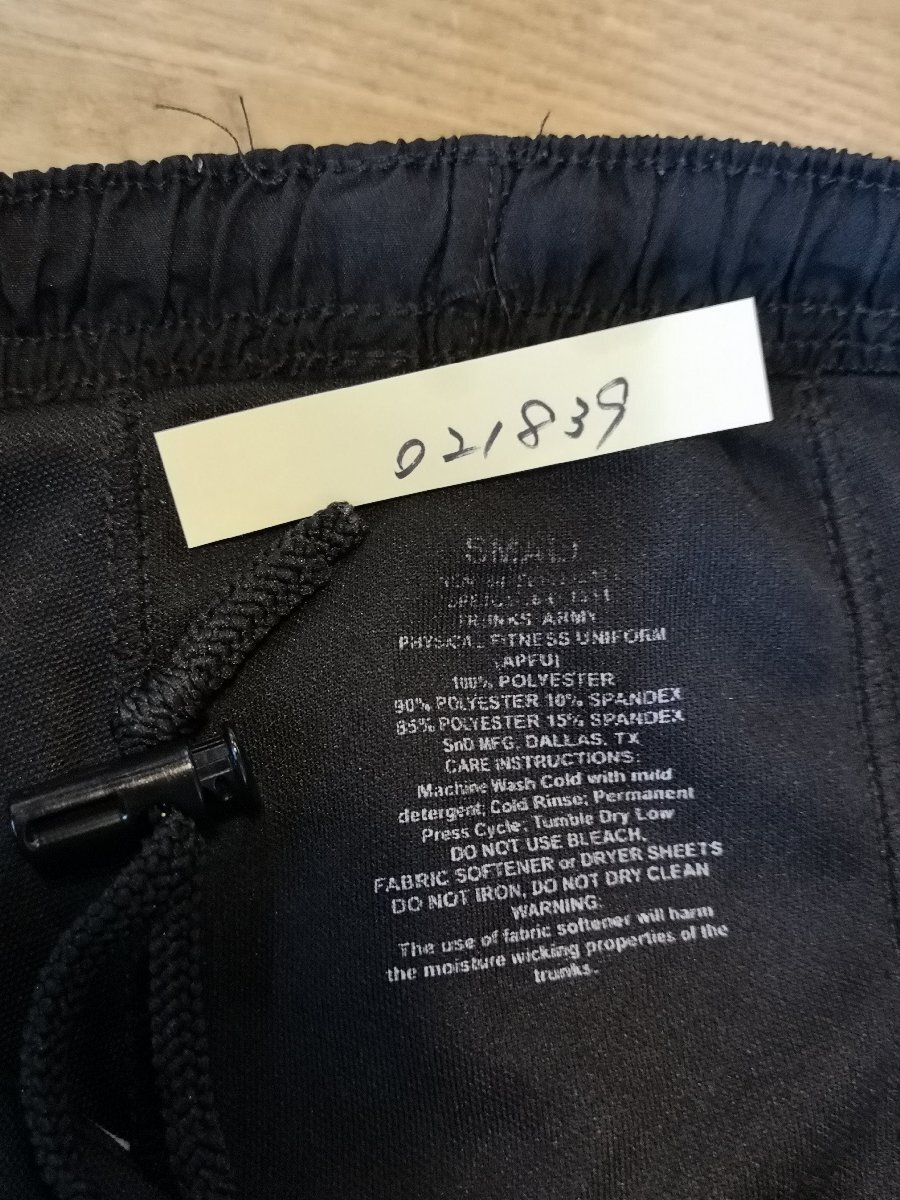 021839
SMALL
TRUNKS ARMY
PHYSICAL FITNESS UNIFORM
(APFU)
100% POLYESTER
90% POLYESTER 10% SPANDEX
85% POLYESTER 15% SPANDEX
SnD MFG. DALLAS, TX
CARE INSTRUCTIONS:
Machine Wash Cold with mild
detergent; Cold Rinse; Permanent
Press Cycle; Tumble Dry Low
DO NOT USE BLEACH,
FABRIC SOFTENER or DRYER SHEETS
DO NOT IRON, DO NOT DRY CLEAN
WARNING:
The use of fabric softener will harm
the moisture wicking properties of the
trunks.